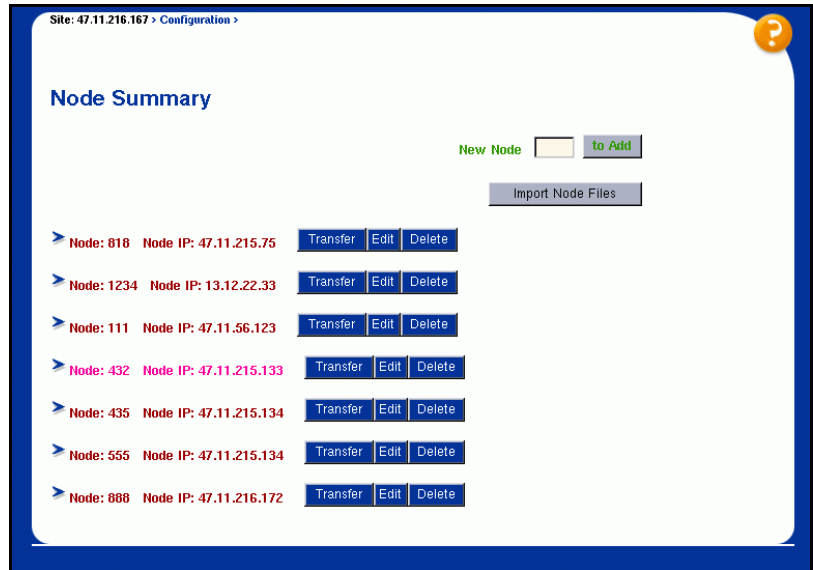 Site: 47.11.216.167 > Configuration >
?
Node Summary
New Node to Add
Import Node Files
Node: 818 Node IP: 47.11.215.75 Transfer Edit Delete
Node: 1234 Node IP: 13.12.22.33 Transfer Edit Delete
Node: 111 Node IP: 47.11.56.123 Transfer Edit Delete
Node: 432 Node IP: 47.11.215.133 Transfer Edit Delete
Node: 435 Node IP: 47.11.215.134 Transfer Edit Delete
Node: 555 Node IP: 47.11.215.134 Transfer Edit Delete
Node: 888 Node IP: 47.11.216.172 Transfer Edit Delete